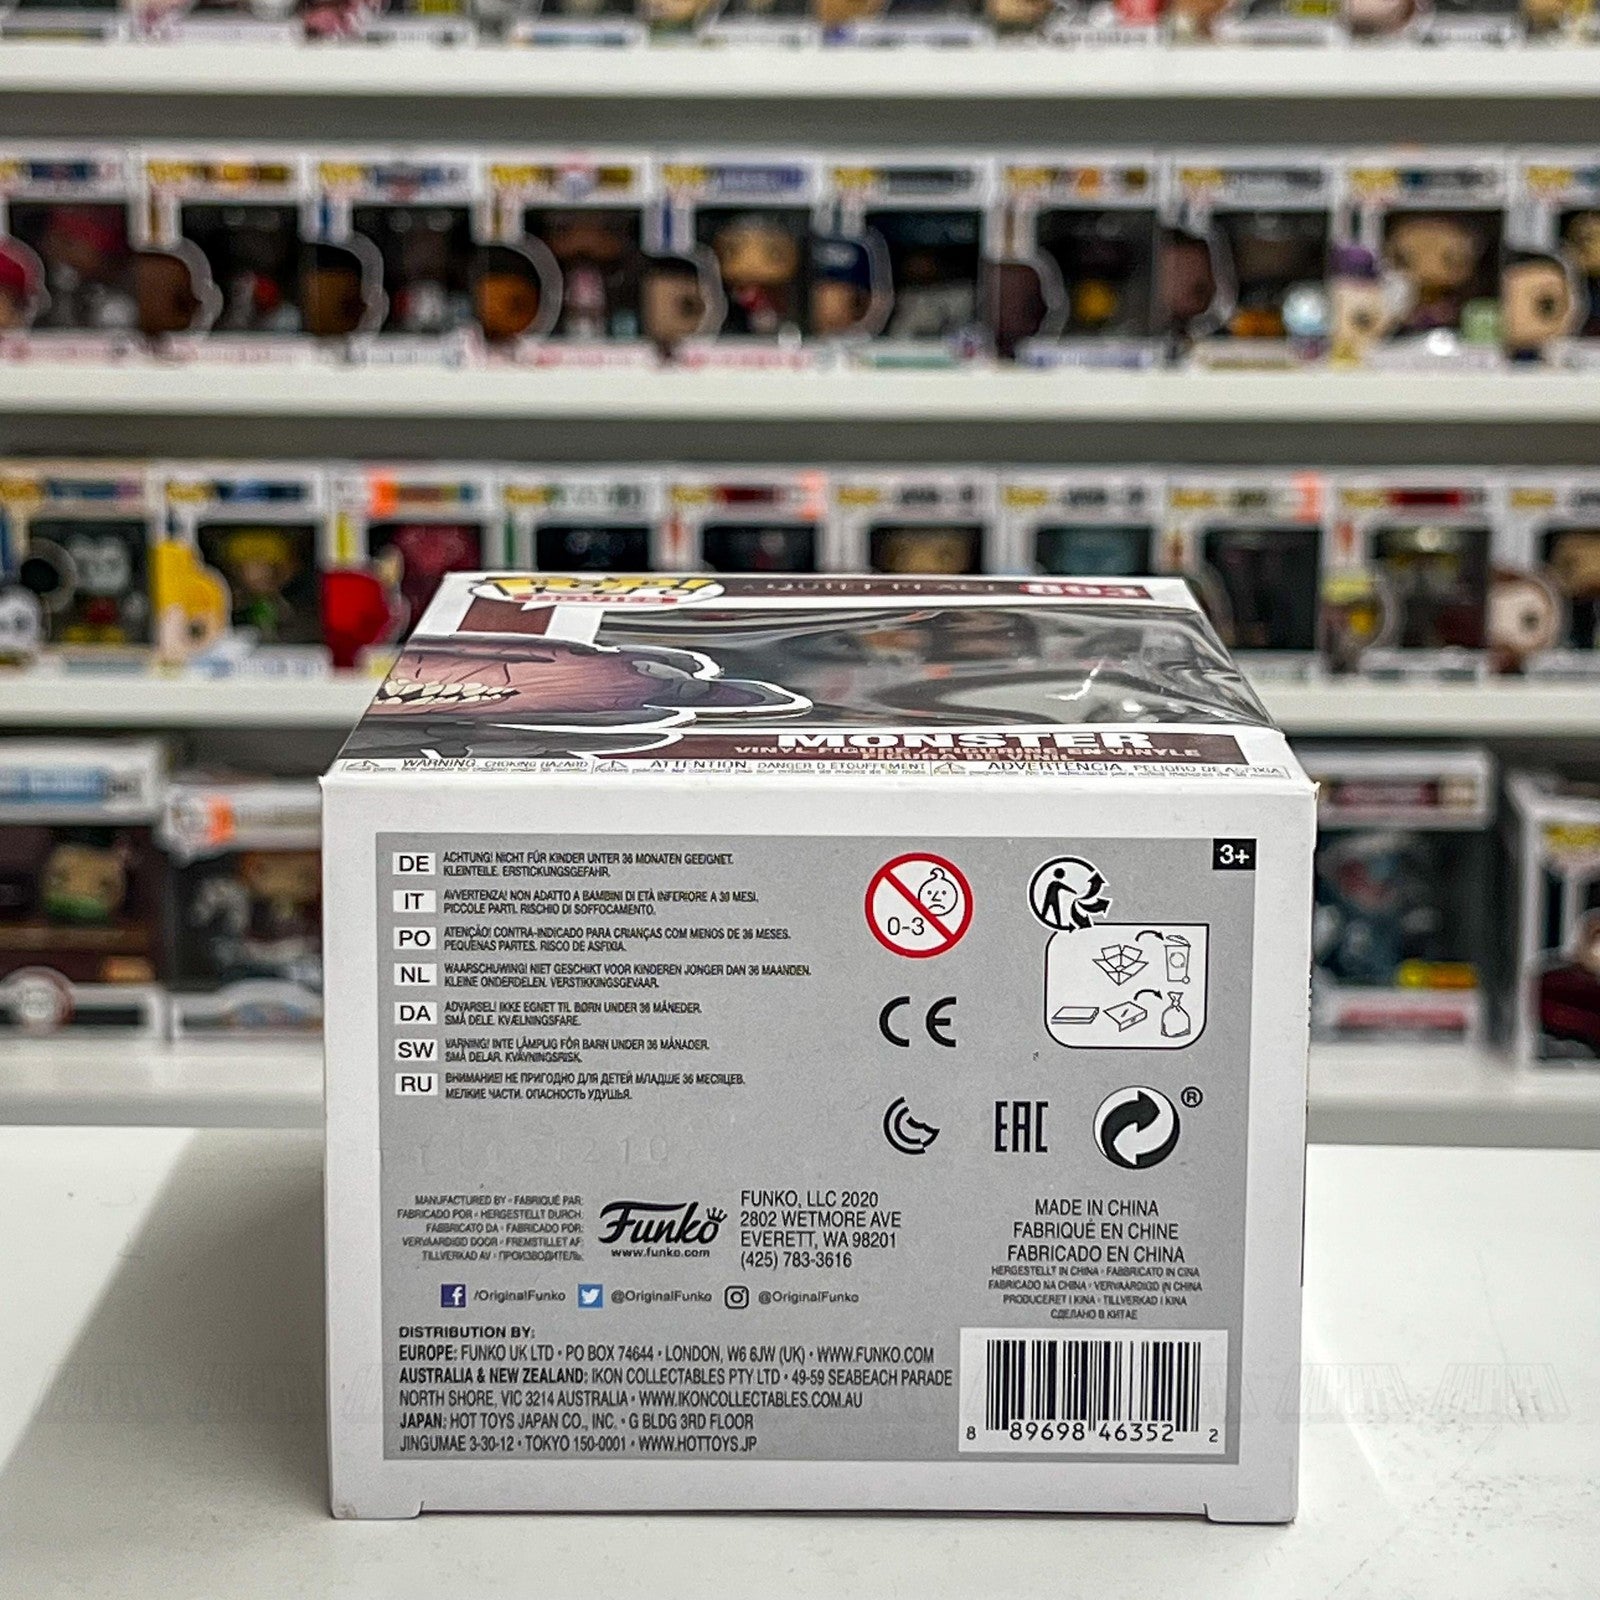 POP!
A QUIET PLACE
803
MONSTER
VINYL FIGURE / FIGURINE EN VINYLE
FIGURA DE VINIL
WARNING: CHOKING HAZARD
ATTENTION: DANGER D'ÉTOUFFEMENT
ADVERTENCIA: PELIGRO DE ASFIXIA
3+
DE ACHTUNG! NICHT FÜR KINDER UNTER 36 MONATEN GEEIGNET.
KLEINTEILE. ERSTICKUNGSGEFAHR.
IT AVVERTENZA! NON ADATTO A BAMBINI DI ETÀ INFERIORE A 36 MESI.
PICCOLE PARTI. RISCHIO DI SOFFOCAMENTO.
PO ATENÇÃO! CONTRA-INDICADO PARA CRIANÇAS COM MENOS DE 36 MESES.
PEQUENAS PARTES. RISCO DE ASFIXIA.
NL WAARSCHUWING! NIET GESCHIKT VOOR KINDEREN JONGER DAN 36 MAANDEN.
KLEINE ONDERDELEN. VERSTIKKINGSGEVAAR.
DA ADVARSEL! IKKE EGNET TIL BØRN UNDER 36 MÅNEDER.
SMÅ DELE. KVÆLNINGSFARE.
SW VARNING! INTE LÄMPLIG FÖR BARN UNDER 36 MÅNADER.
SMÅ DELAR. KVÄVNINGSRISK.
RU ВНИМАНИЕ! НЕ ПРИГОДНО ДЛЯ ДЕТЕЙ МЛАДШЕ 36 МЕСЯЦЕВ.
МЕЛКИЕ ЧАСТИ. ОПАСНОСТЬ УДУШЬЯ.
0-3
CE
EAC
®
MANUFACTURED BY • FABRIQUÉ PAR:
FABRICADO POR • HERGESTELLT DURCH:
FABBRICATO DA • FABRICADO POR:
VERVAARDIGD DOOR • FREMSTILLET AF:
TILLVERKAD AV • ПРОИЗВОДИТЕЛЬ:
Funko
www.funko.com
FUNKO, LLC 2020
2802 WETMORE AVE
EVERETT, WA 98201
(425) 783-3616
/OriginalFunko @OriginalFunko @OriginalFunko
MADE IN CHINA
FABRIQUÉ EN CHINE
FABRICADO EN CHINA
HERGESTELLT IN CHINA • FABBRICATO IN CINA
FABRICADO NA CHINA • VERVAARDIGD IN CHINA
PRODUCERET I KINA • TILLVERKAD I KINA
СДЕЛАНО В КИТАЕ
DISTRIBUTION BY:
EUROPE: FUNKO UK LTD • PO BOX 74644 • LONDON, W6 6JW (UK) • WWW.FUNKO.COM
AUSTRALIA & NEW ZEALAND: IKON COLLECTABLES PTY LTD • 49-59 SEABEACH PARADE
NORTH SHORE, VIC 3214 AUSTRALIA • WWW.IKONCOLLECTABLES.COM.AU
JAPAN: HOT TOYS JAPAN CO., INC. • G BLDG 3RD FLOOR
JINGUMAE 3-30-12 • TOKYO 150-0001 • WWW.HOTTOYS.JP
8 89698 46352 2